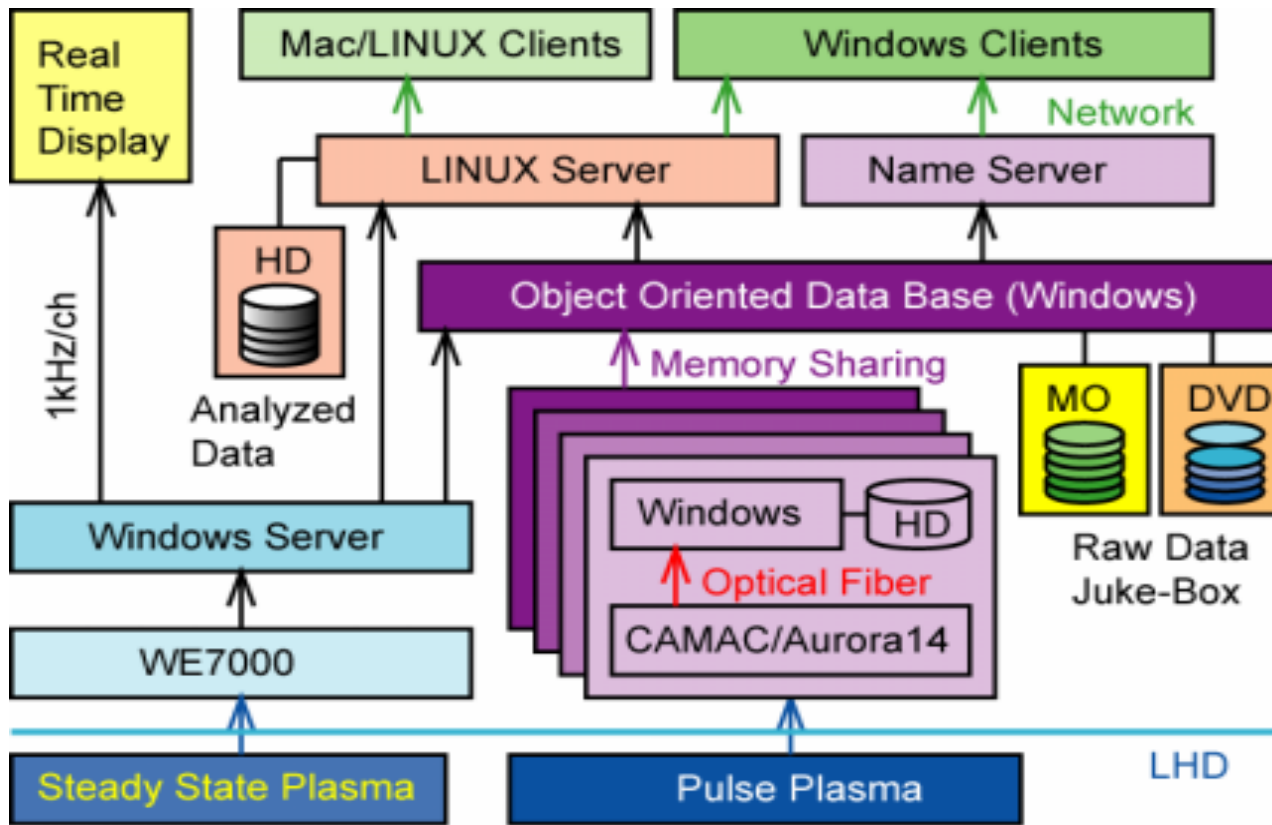 Real
Time
Display
Mac/LINUX Clients
Windows Clients
Network
LINUX Server
Name Server
HD
Object Oriented Data Base (Windows)
1kHz/ch
Memory Sharing
Analyzed
Data
MO
DVD
Windows
HD
Windows Server
Optical Fiber
Raw Data
Juke-Box
CAMAC/Aurora14
WE7000
LHD
Steady State Plasma
Pulse Plasma